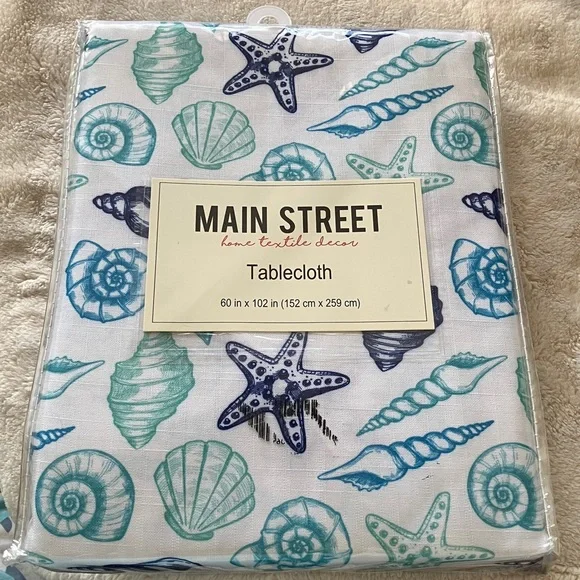 MAIN STREET
home textile decor
Tablecloth
60 in x 102 in (152 cm x 259 cm)